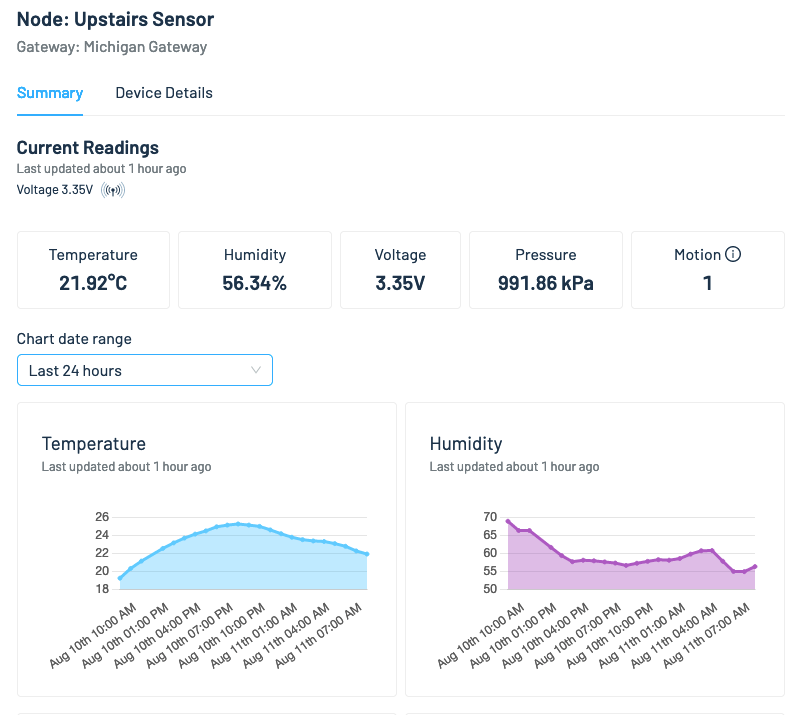 Node: Upstairs Sensor
Gateway: Michigan Gateway
Summary Device Details
Current Readings
Last updated about 1 hour ago
Voltage 3.35V
Temperature Humidity Voltage Pressure Motion
21.92°C 56.34% 3.35V 991.86 kPa 1
Chart date range
Last 24 hours
Temperature
Last updated about 1 hour ago
26
24
22
20
18
Aug 10th 10:00 AM
Aug 10th 01:00 PM
Aug 10th 04:00 PM
Aug 10th 07:00 PM
Aug 10th 10:00 PM
Aug 11th 01:00 AM
Aug 11th 04:00 AM
Aug 11th 07:00 AM
Humidity
Last updated about 1 hour ago
70
65
60
55
50
Aug 10th 10:00 AM
Aug 10th 01:00 PM
Aug 10th 04:00 PM
Aug 10th 07:00 PM
Aug 10th 10:00 PM
Aug 11th 01:00 AM
Aug 11th 04:00 AM
Aug 11th 07:00 AM